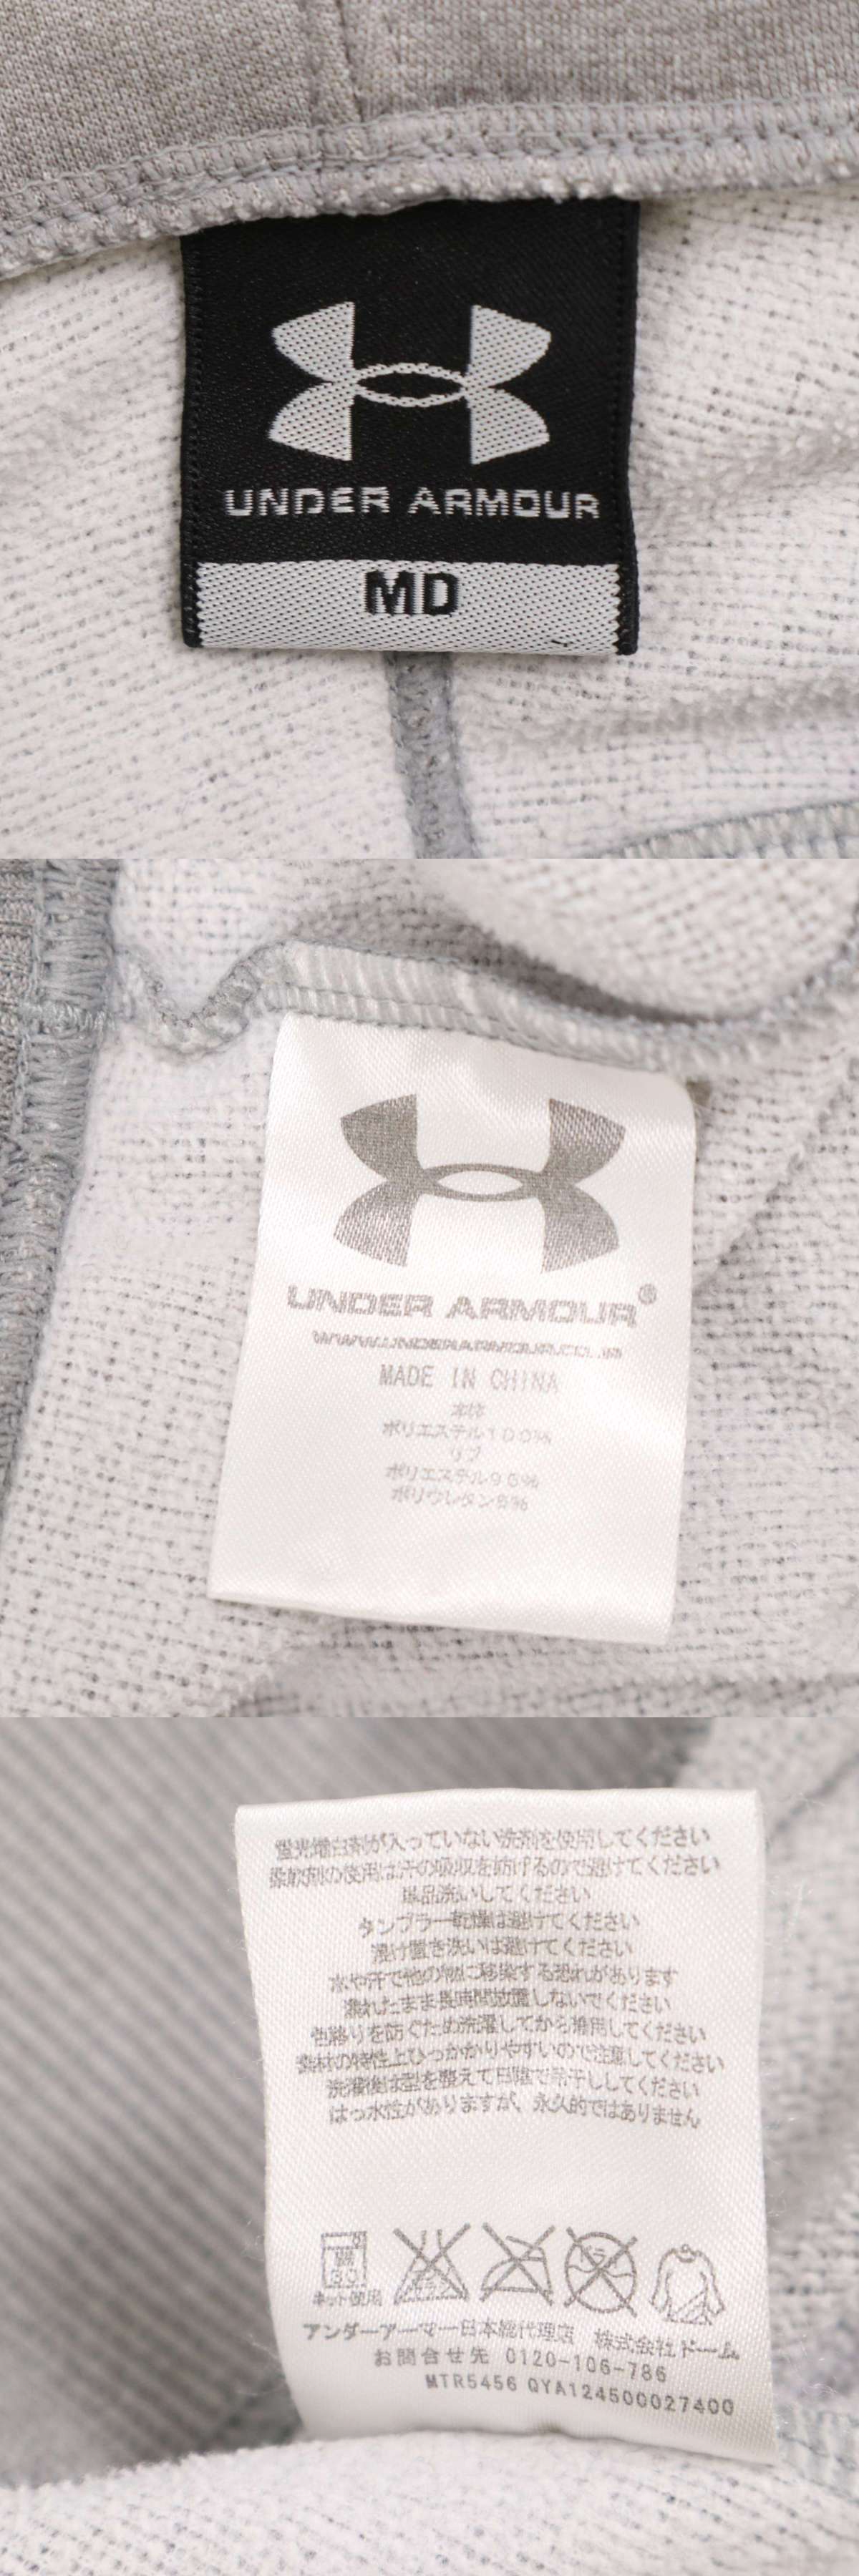 UNDER ARMOUR
MD
UNDER ARMOUR®
WWW.UNDERARMOUR.CO.JP
MADE IN CHINA
本体
ポリエステル100%
リブ
ポリエステル95%
ポリウレタン5%
蛍光増白剤が入っていない洗剤を使用してください
柔軟剤の使用は汗の吸収を妨げるので避けてください
単品洗いしてください
タンブラー乾燥は避けてください
浸け置き洗いは避けてください
水や汗で他の物に移染する恐れがあります
濡れたまま長時間放置しないでください
色移りを防ぐため洗濯してから着用してください
素材の特性上ひっかかりやすいので注意してください
洗濯後は型を整えて日陰で吊干ししてください
はっ水性がありますが、永久的ではありません
ネット使用
アンダーアーマー日本総代理店 株式会社ドーム
お問合せ先 0120-106-786
MTR5456 QYA124500027400